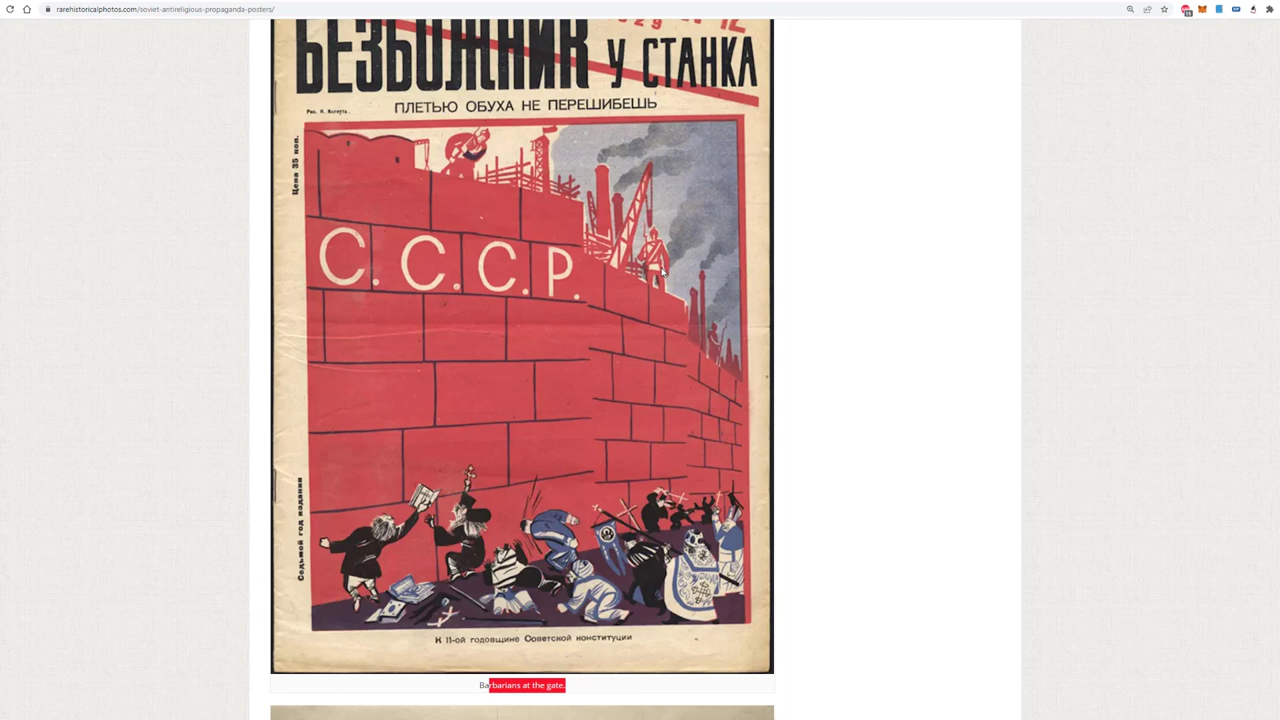 rarehistoricalphotos.com/soviet-antireligious-propaganda-posters/
БЕЗБОЖНИК у СТАНКА
ПЛЕТЬЮ ОБУХА НЕ ПЕРЕШИБЕШЬ
Цена 35 коп.
С.С.С.Р.
Седьмой год издания
К 11-ой годовщине Советской конституции
Barbarians at the gate.